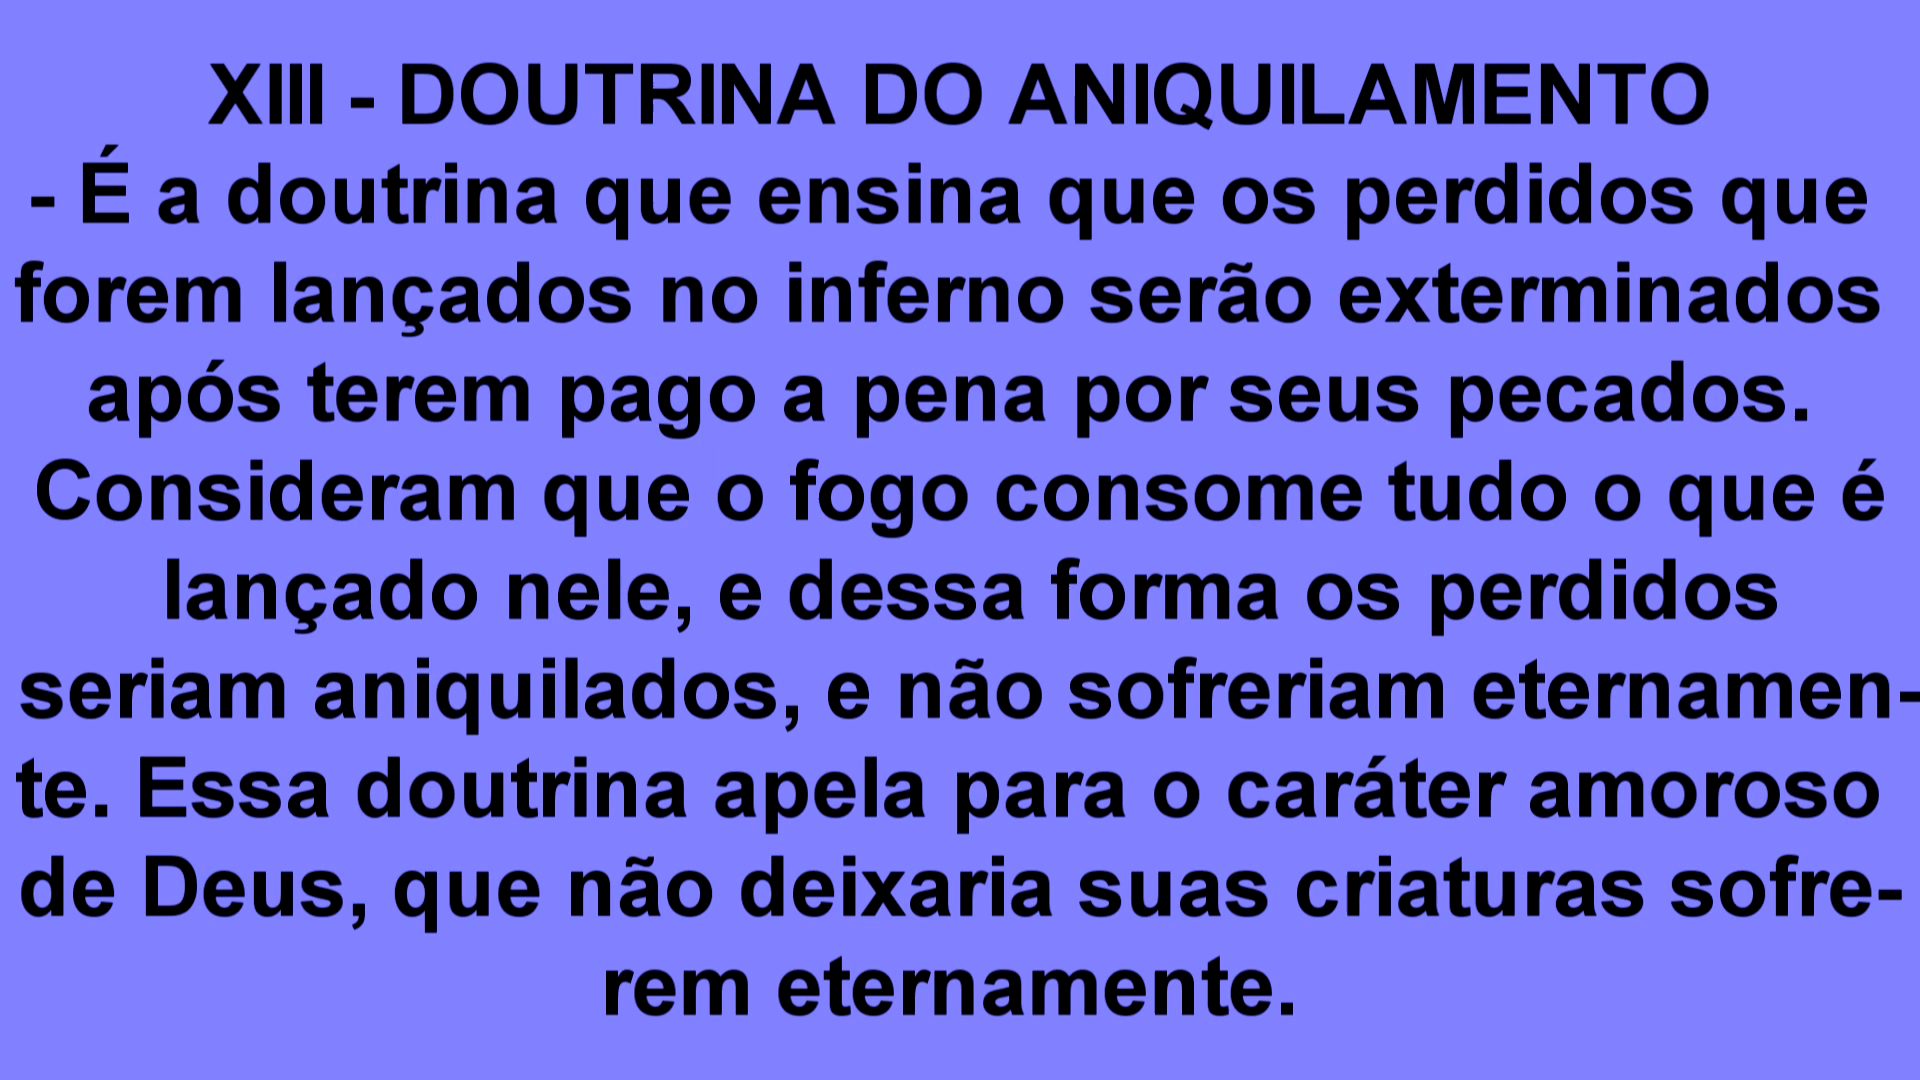 XIII - DOUTRINA DO ANIQUILAMENTO
- É a doutrina que ensina que os perdidos que
forem lançados no inferno serão exterminados
após terem pago a pena por seus pecados.
Consideram que o fogo consome tudo o que é
lançado nele, e dessa forma os perdidos
seriam aniquilados, e não sofreriam eternamen-
te. Essa doutrina apela para o caráter amoroso
de Deus, que não deixaria suas criaturas sofre-
rem eternamente.